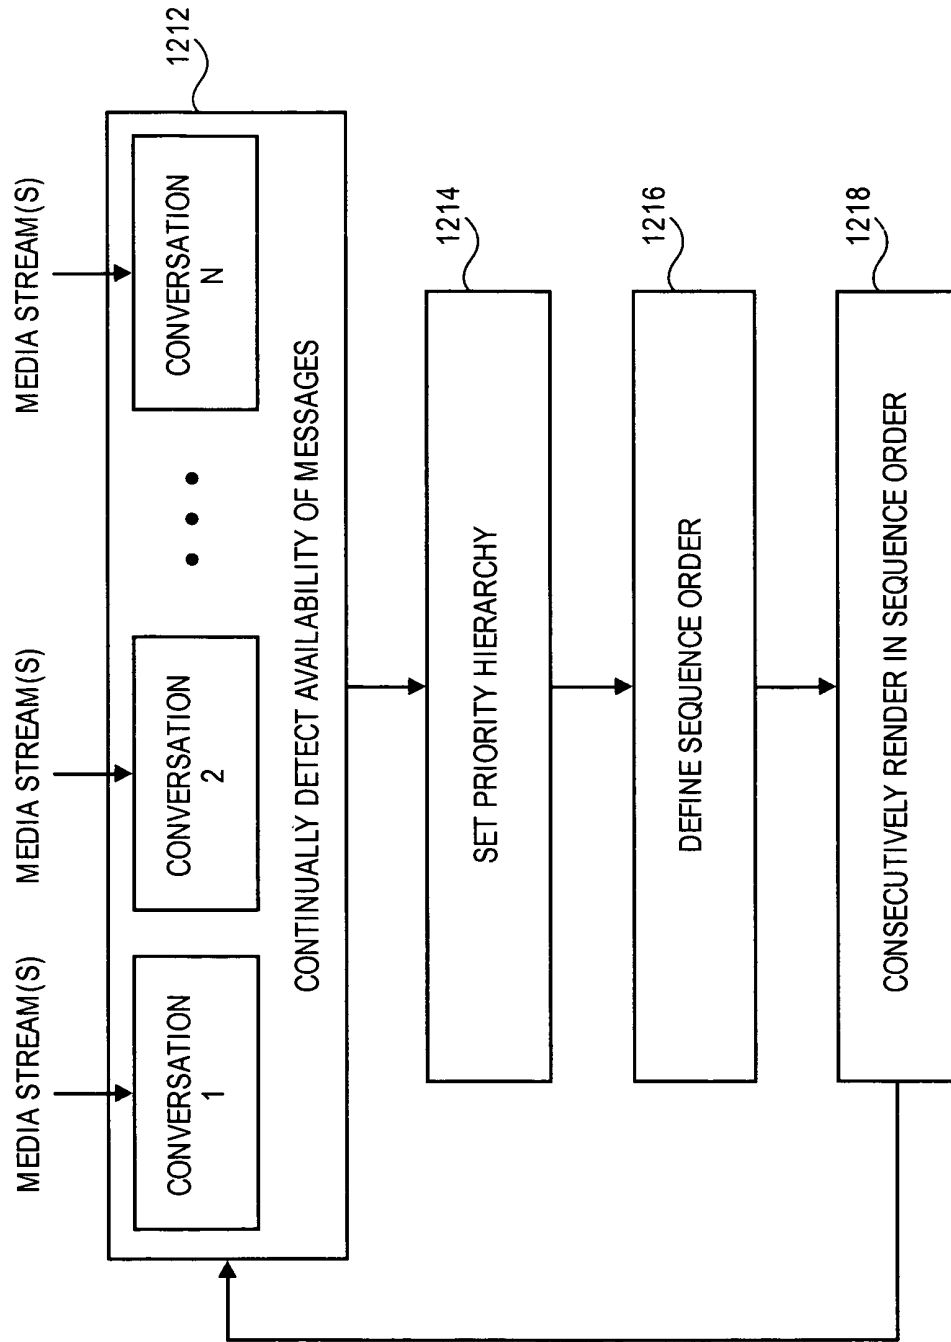 MEDIA STREAM(S)
MEDIA STREAM(S)
MEDIA STREAM(S)
1212
CONVERSATION
1
CONVERSATION
2
CONVERSATION
N
CONTINUALLY DETECT AVAILABILITY OF MESSAGES
1214
SET PRIORITY HIERARCHY
1216
DEFINE SEQUENCE ORDER
1218
CONSECUTIVELY RENDER IN SEQUENCE ORDER